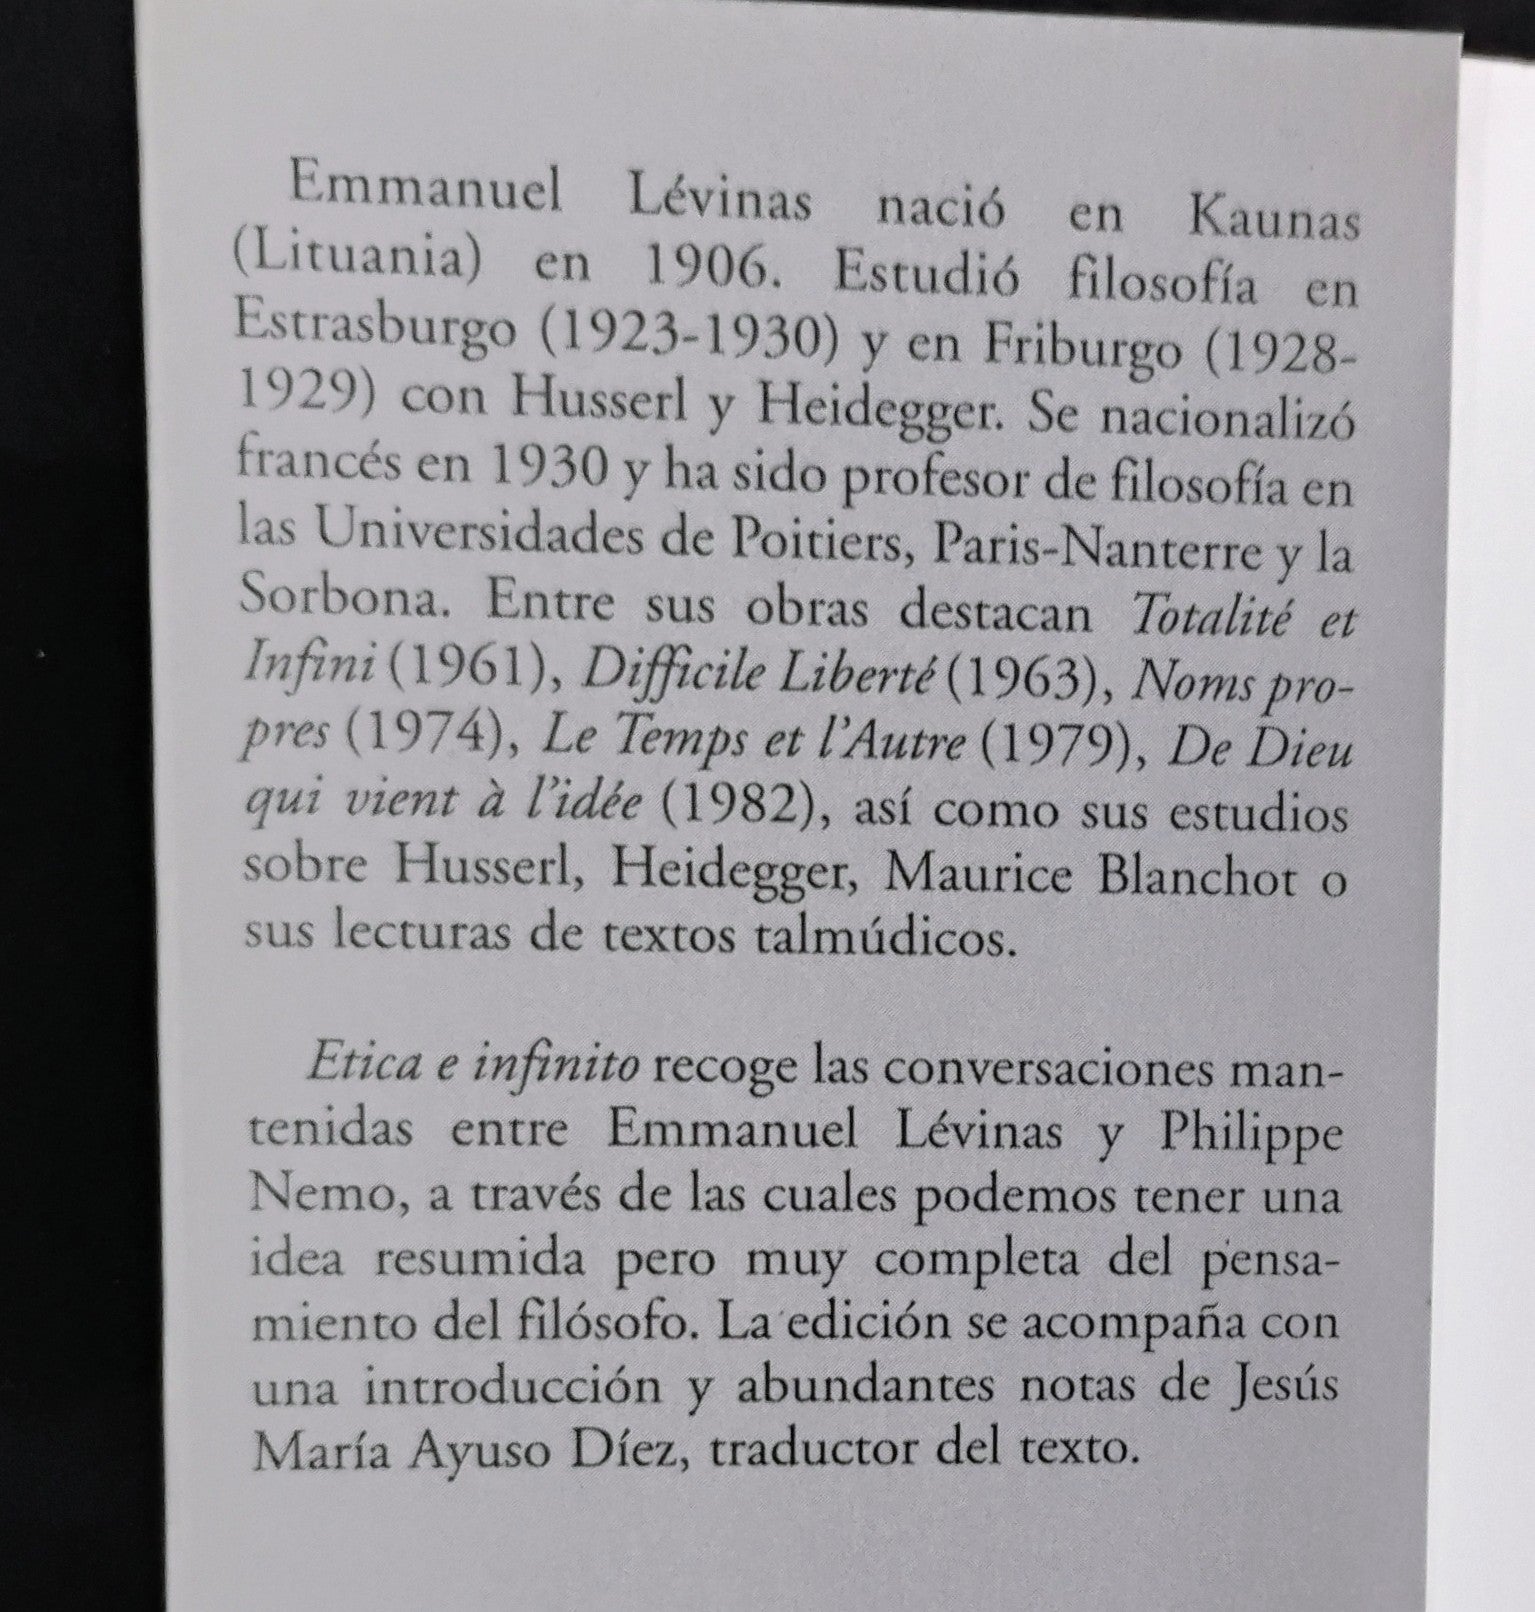 Emmanuel Lévinas nació en Kaunas
(Lituania) en 1906. Estudió filosofía en
Estrasburgo (1923-1930) y en Friburgo (1928-
1929) con Husserl y Heidegger. Se nacionalizó
francés en 1930 y ha sido profesor de filosofía en
las Universidades de Poitiers, Paris-Nanterre y la
Sorbona. Entre sus obras destacan Totalité et
Infini (1961), Difficile Liberté (1963), Noms pro-
pres (1974), Le Temps et l'Autre (1979), De Dieu
qui vient à l'idée (1982), así como sus estudios
sobre Husserl, Heidegger, Maurice Blanchot o
sus lecturas de textos talmúdicos.
Etica e infinito recoge las conversaciones man-
tenidas entre Emmanuel Lévinas y Philippe
Nemo, a través de las cuales podemos tener una
idea resumida pero muy completa del pensa-
miento del filósofo. La edición se acompaña con
una introducción y abundantes notas de Jesús
María Ayuso Díez, traductor del texto.